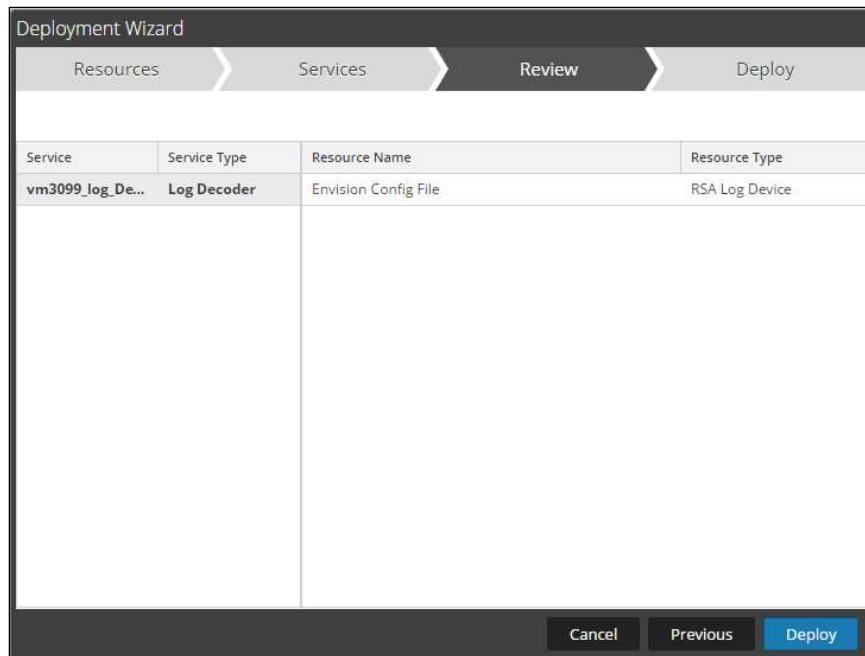 Deployment Wizard
Resources Services Review Deploy
Service Service Type Resource Name Resource Type
vm3099_log_De... Log Decoder Envision Config File RSA Log Device
Cancel Previous Deploy